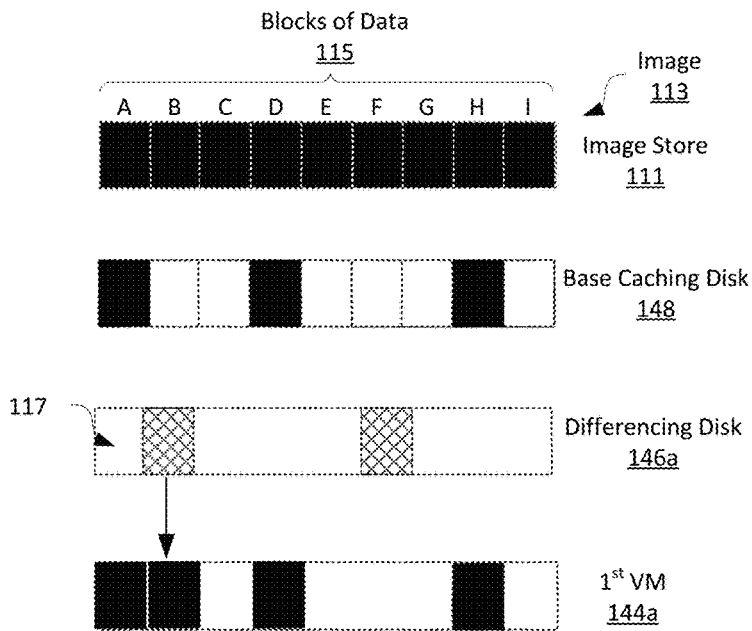 Blocks of Data
115
Image
113
A B C D E F G H I
Image Store
111
Base Caching Disk
148
117
Differencing Disk
146a
1st VM
144a